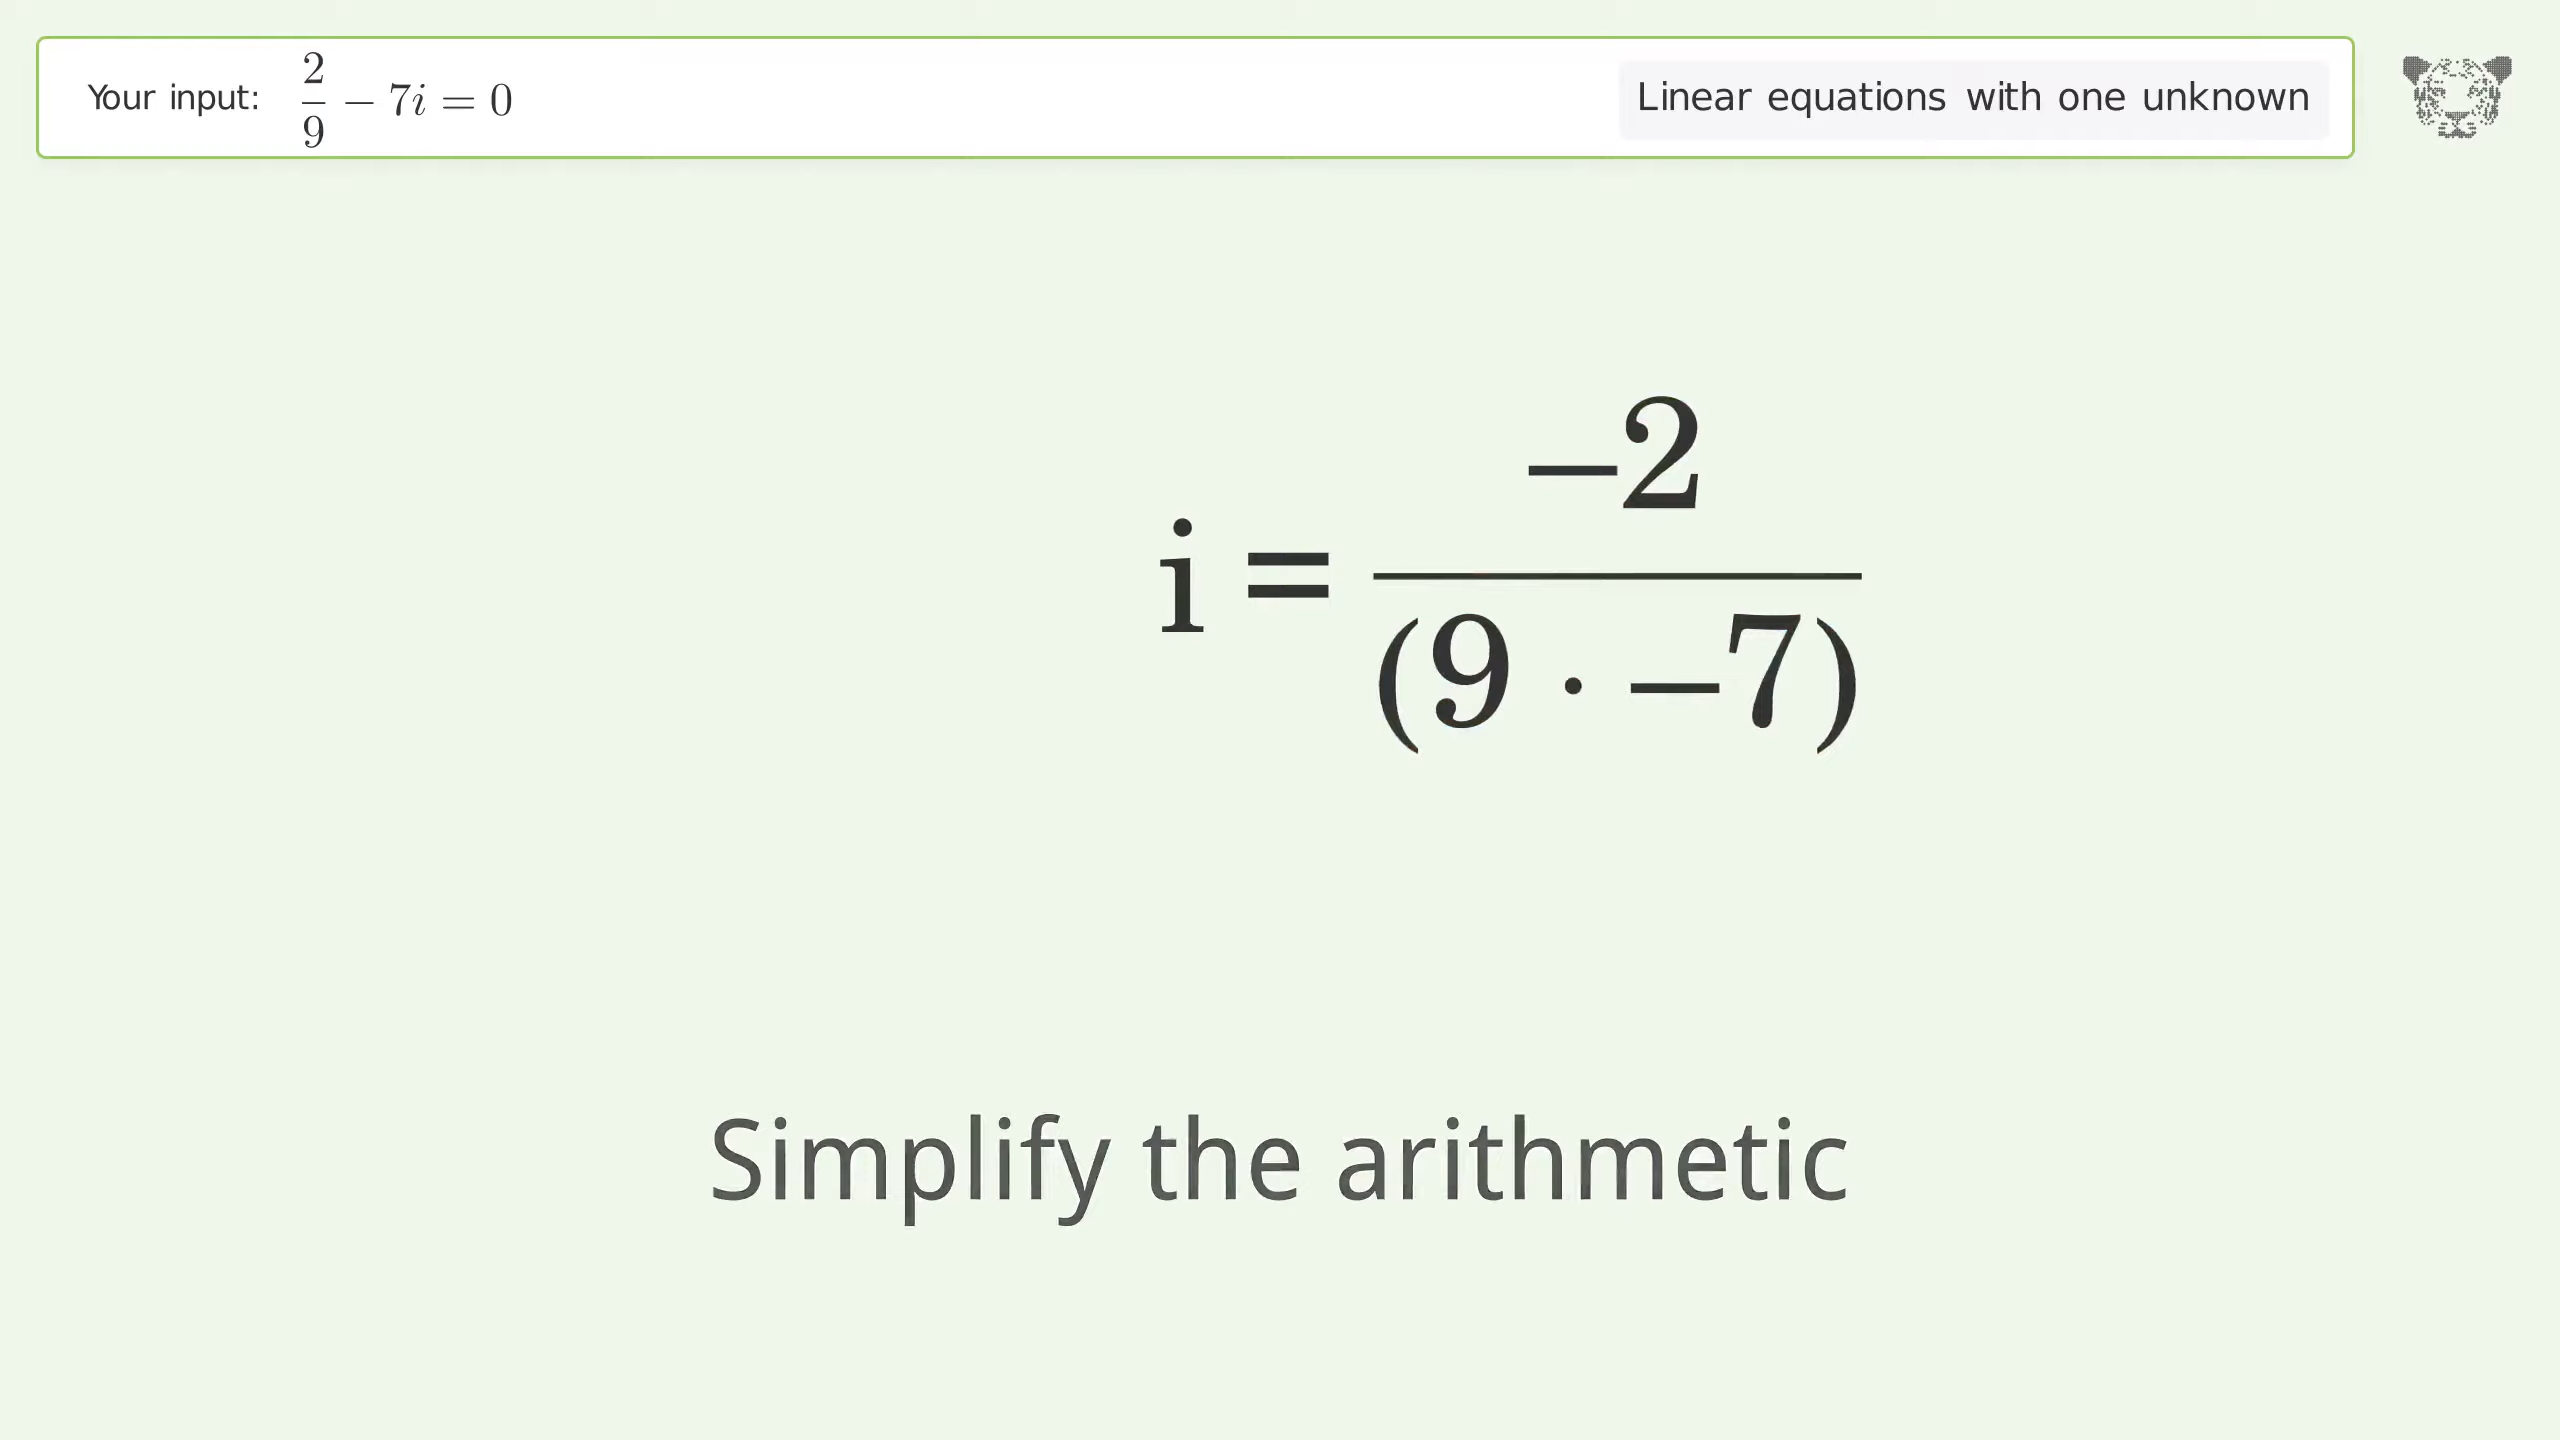 Your input: 2/9 − 7i = 0
Linear equations with one unknown
i = −2/(9 · −7)
Simplify the arithmetic